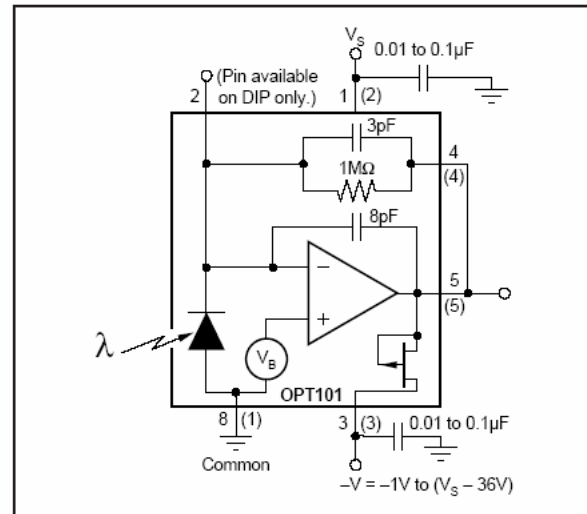 V_S
0.01 to 0.1µF
(Pin available
on DIP only.)
2
1
(2)
3pF
4
(4)
1MΩ
8pF
5
(5)
–
+
λ
V_B
OPT101
8
(1)
3
(3)
0.01 to 0.1µF
Common
–V = –1V to (V_S – 36V)